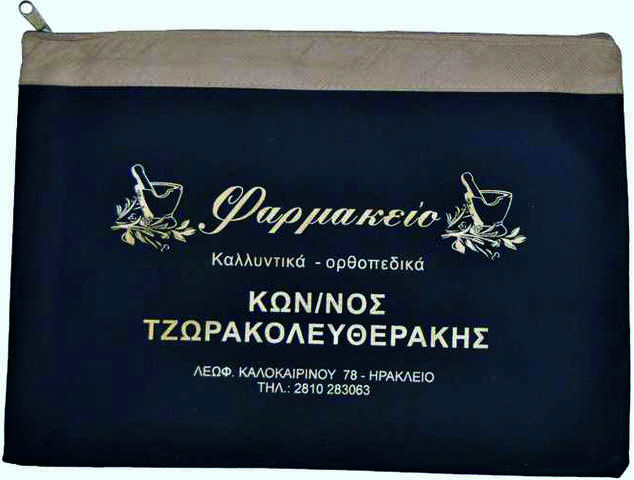 Φαρμακείο
Καλλυντικά - ορθοπεδικά
ΚΩΝ/ΝΟΣ
ΤΖΩΡΑΚΟΛΕΥΘΕΡΑΚΗΣ
ΛΕΩΦ. ΚΑΛΟΚΑΙΡΙΝΟΥ 78 - ΗΡΑΚΛΕΙΟ
ΤΗΛ.: 2810 283063